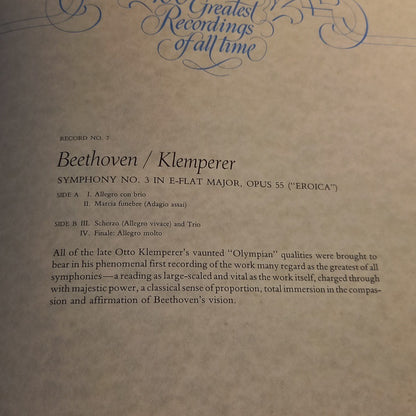 Greatest
Recordings
of all time
RECORD NO. 7
Beethoven / Klemperer
SYMPHONY NO. 3 IN E-FLAT MAJOR, OPUS 55 ("EROICA")
SIDE A I. Allegro con brio
II. Marcia funebre (Adagio assai)
SIDE B III. Scherzo (Allegro vivace) and Trio
IV. Finale: Allegro molto
All of the late Otto Klemperer's vaunted "Olympian" qualities were brought to
bear in his phenomenal first recording of the work many regard as the greatest of all
symphonies—a reading as large-scaled and vital as the work itself, charged through
with majestic power, a classical sense of proportion, total immersion in the compas-
sion and affirmation of Beethoven's vision.